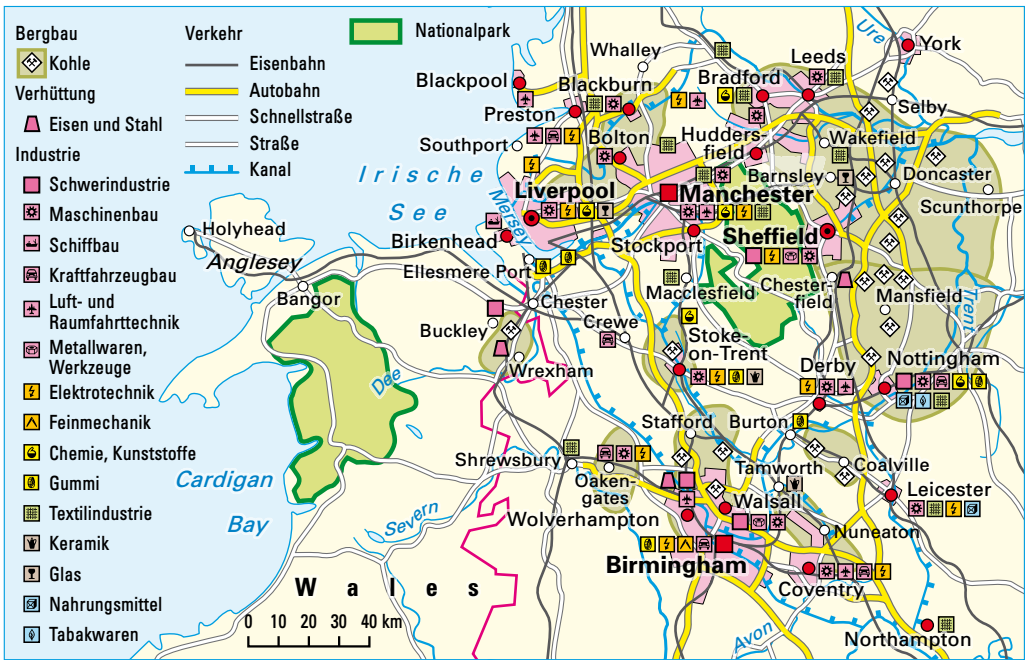 Bergbau
Kohle
Verhüttung
Eisen und Stahl
Industrie
Schwerindustrie
Maschinenbau
Schiffbau
Kraftfahrzeugbau
Luft- und
Raumfahrttechnik
Metallwaren,
Werkzeuge
Elektrotechnik
Feinmechanik
Chemie, Kunststoffe
Gummi
Textilindustrie
Keramik
Glas
Nahrungsmittel
Tabakwaren
Verkehr
Eisenbahn
Autobahn
Schnellstraße
Straße
Kanal
Nationalpark
Whalley
Ure
York
Leeds
Blackpool
Blackburn
Bradford
Preston
Selby
Southport
Bolton
Hudders-
field
Wakefield
Irische
See
Mersey
Liverpool
Manchester
Barnsley
Doncaster
Scunthorpe
Holyhead
Birkenhead
Stockport
Sheffield
Anglesey
Ellesmere Port
Bangor
Chester
Macclesfield
Chester-
field
Mansfield
Trent
Buckley
Crewe
Stoke-
on-Trent
Wrexham
Dee
Derby
Nottingham
Stafford
Burton
Cardigan
Bay
Shrewsbury
Oaken-
gates
Tamworth
Coalville
Severn
Wolverhampton
Walsall
Leicester
Nuneaton
Birmingham
Wales
Coventry
0 10 20 30 40 km
Avon
Northampton